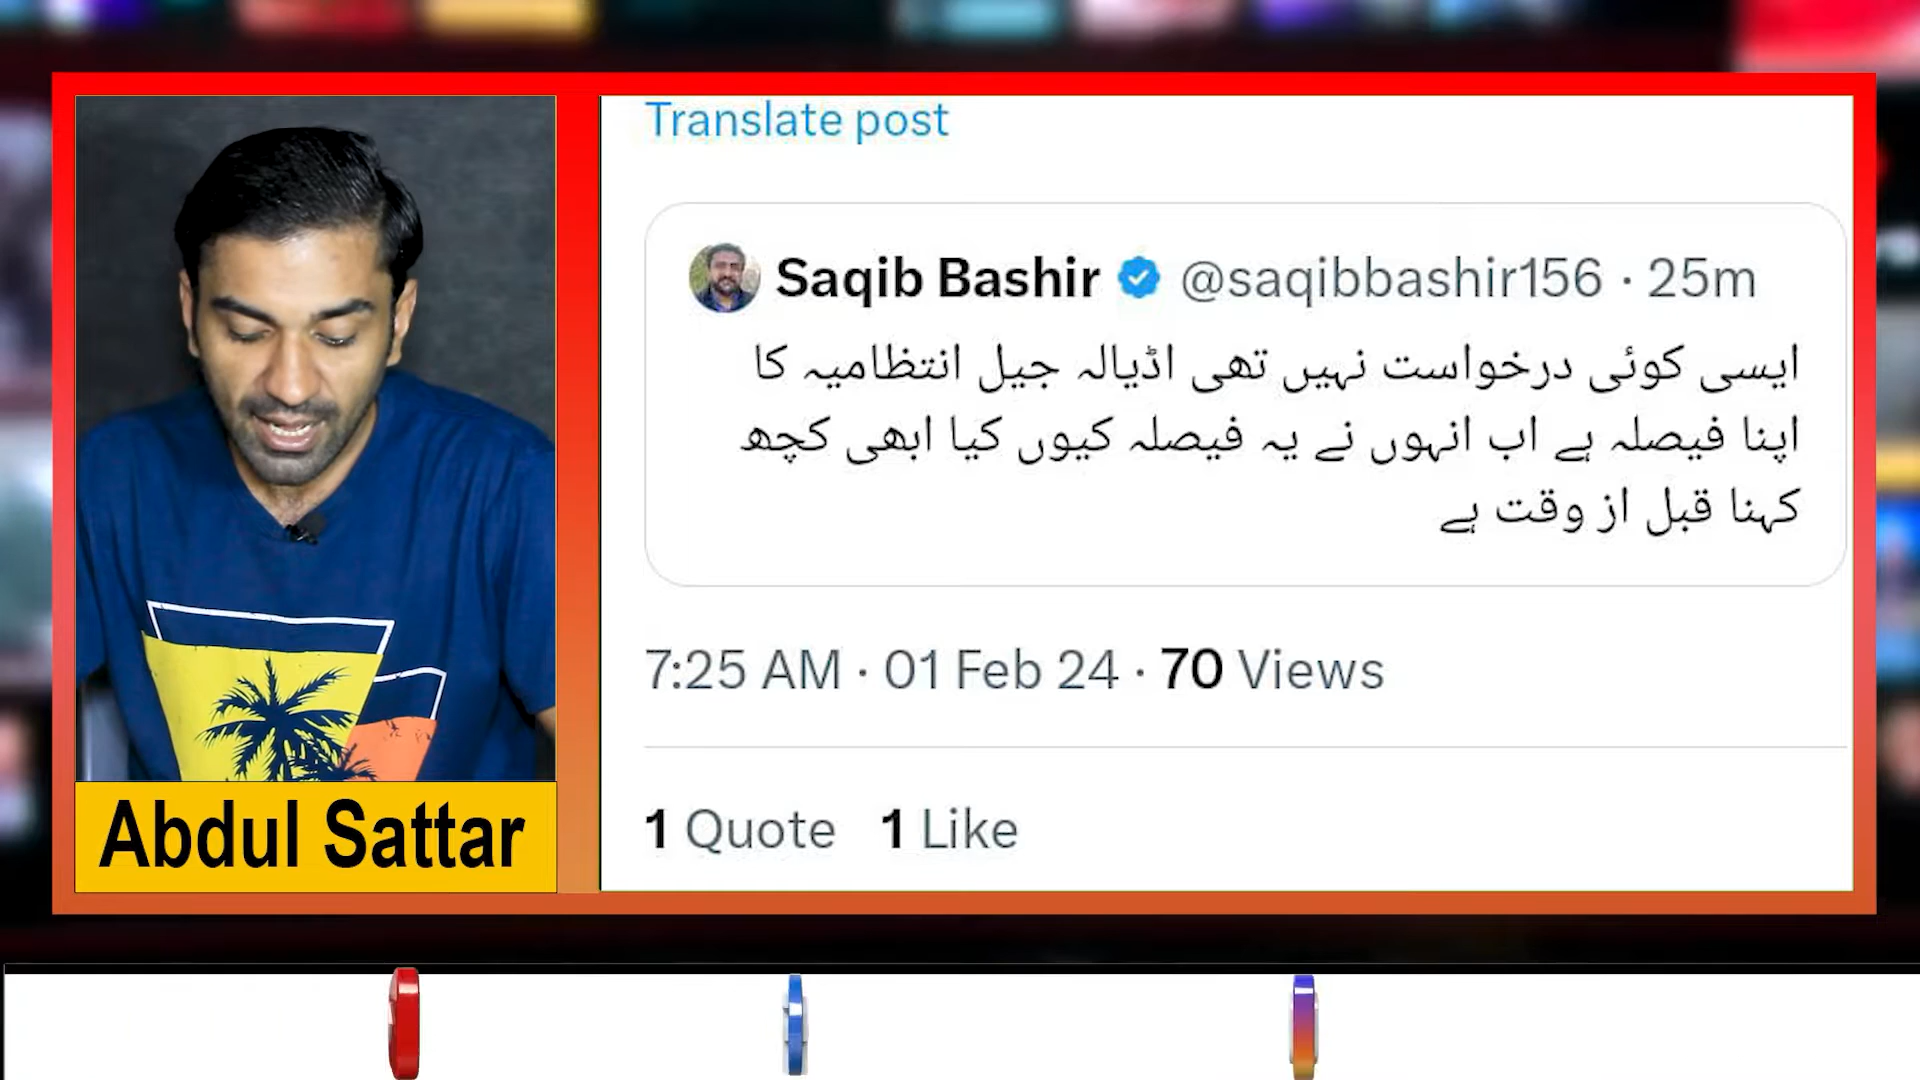 Translate post
Saqib Bashir @saqibbashir156 · 25m
ایسی کوئی درخواست نہیں تھی اڈیالہ جیل انتظامیہ کا
اپنا فیصلہ ہے اب انہوں نے یہ فیصلہ کیوں کیا ابھی کچھ
کہنا قبل از وقت ہے
7:25 AM · 01 Feb 24 · 70 Views
1 Quote 1 Like
Abdul Sattar